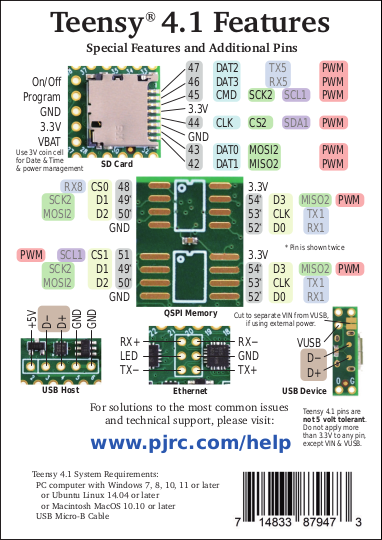 Teensy® 4.1 Features
Special Features and Additional Pins
47 DAT2 TX5 PWM
46 DAT3 RX5 PWM
On/Off 45 CMD SCK2 SCL1 PWM
Program 3.3V
GND 44 CLK CS2 SDA1 PWM
3.3V GND
VBAT 43 DAT0 MOSI2 PWM
42 DAT1 MISO2 PWM
Use 3V coin cell
for Date & Time
& power management
SD Card
RX8 CS0 48 3.3V
SCK2 D1 49* 54* D3 MISO2 PWM
MOSI2 D2 50* 53* CLK TX1
GND 52* D0 RX1
* Pin is shown twice
PWM SCL1 CS1 51 3.3V
SCK2 D1 49* 54* D3 MISO2 PWM
MOSI2 D2 50* 53* CLK TX1
GND 52* D0 RX1
QSPI Memory
+5V D- D+ GND GND
USB Host
RX+ RX-
LED GND
TX- TX+
Ethernet
Cut to separate VIN from VUSB,
if using external power.
VUSB
D-
D+
USB Device
For solutions to the most common issues
and technical support, please visit:
www.pjrc.com/help
Teensy 4.1 pins are
not 5 volt tolerant.
Do not apply more
than 3.3V to any pin,
except VIN & VUSB.
Teensy 4.1 System Requirements:
PC computer with Windows 7, 8, 10, 11 or later
or Ubuntu Linux 14.04 or later
or Macintosh MacOS 10.10 or later
USB Micro-B Cable
7 14833 87947 3